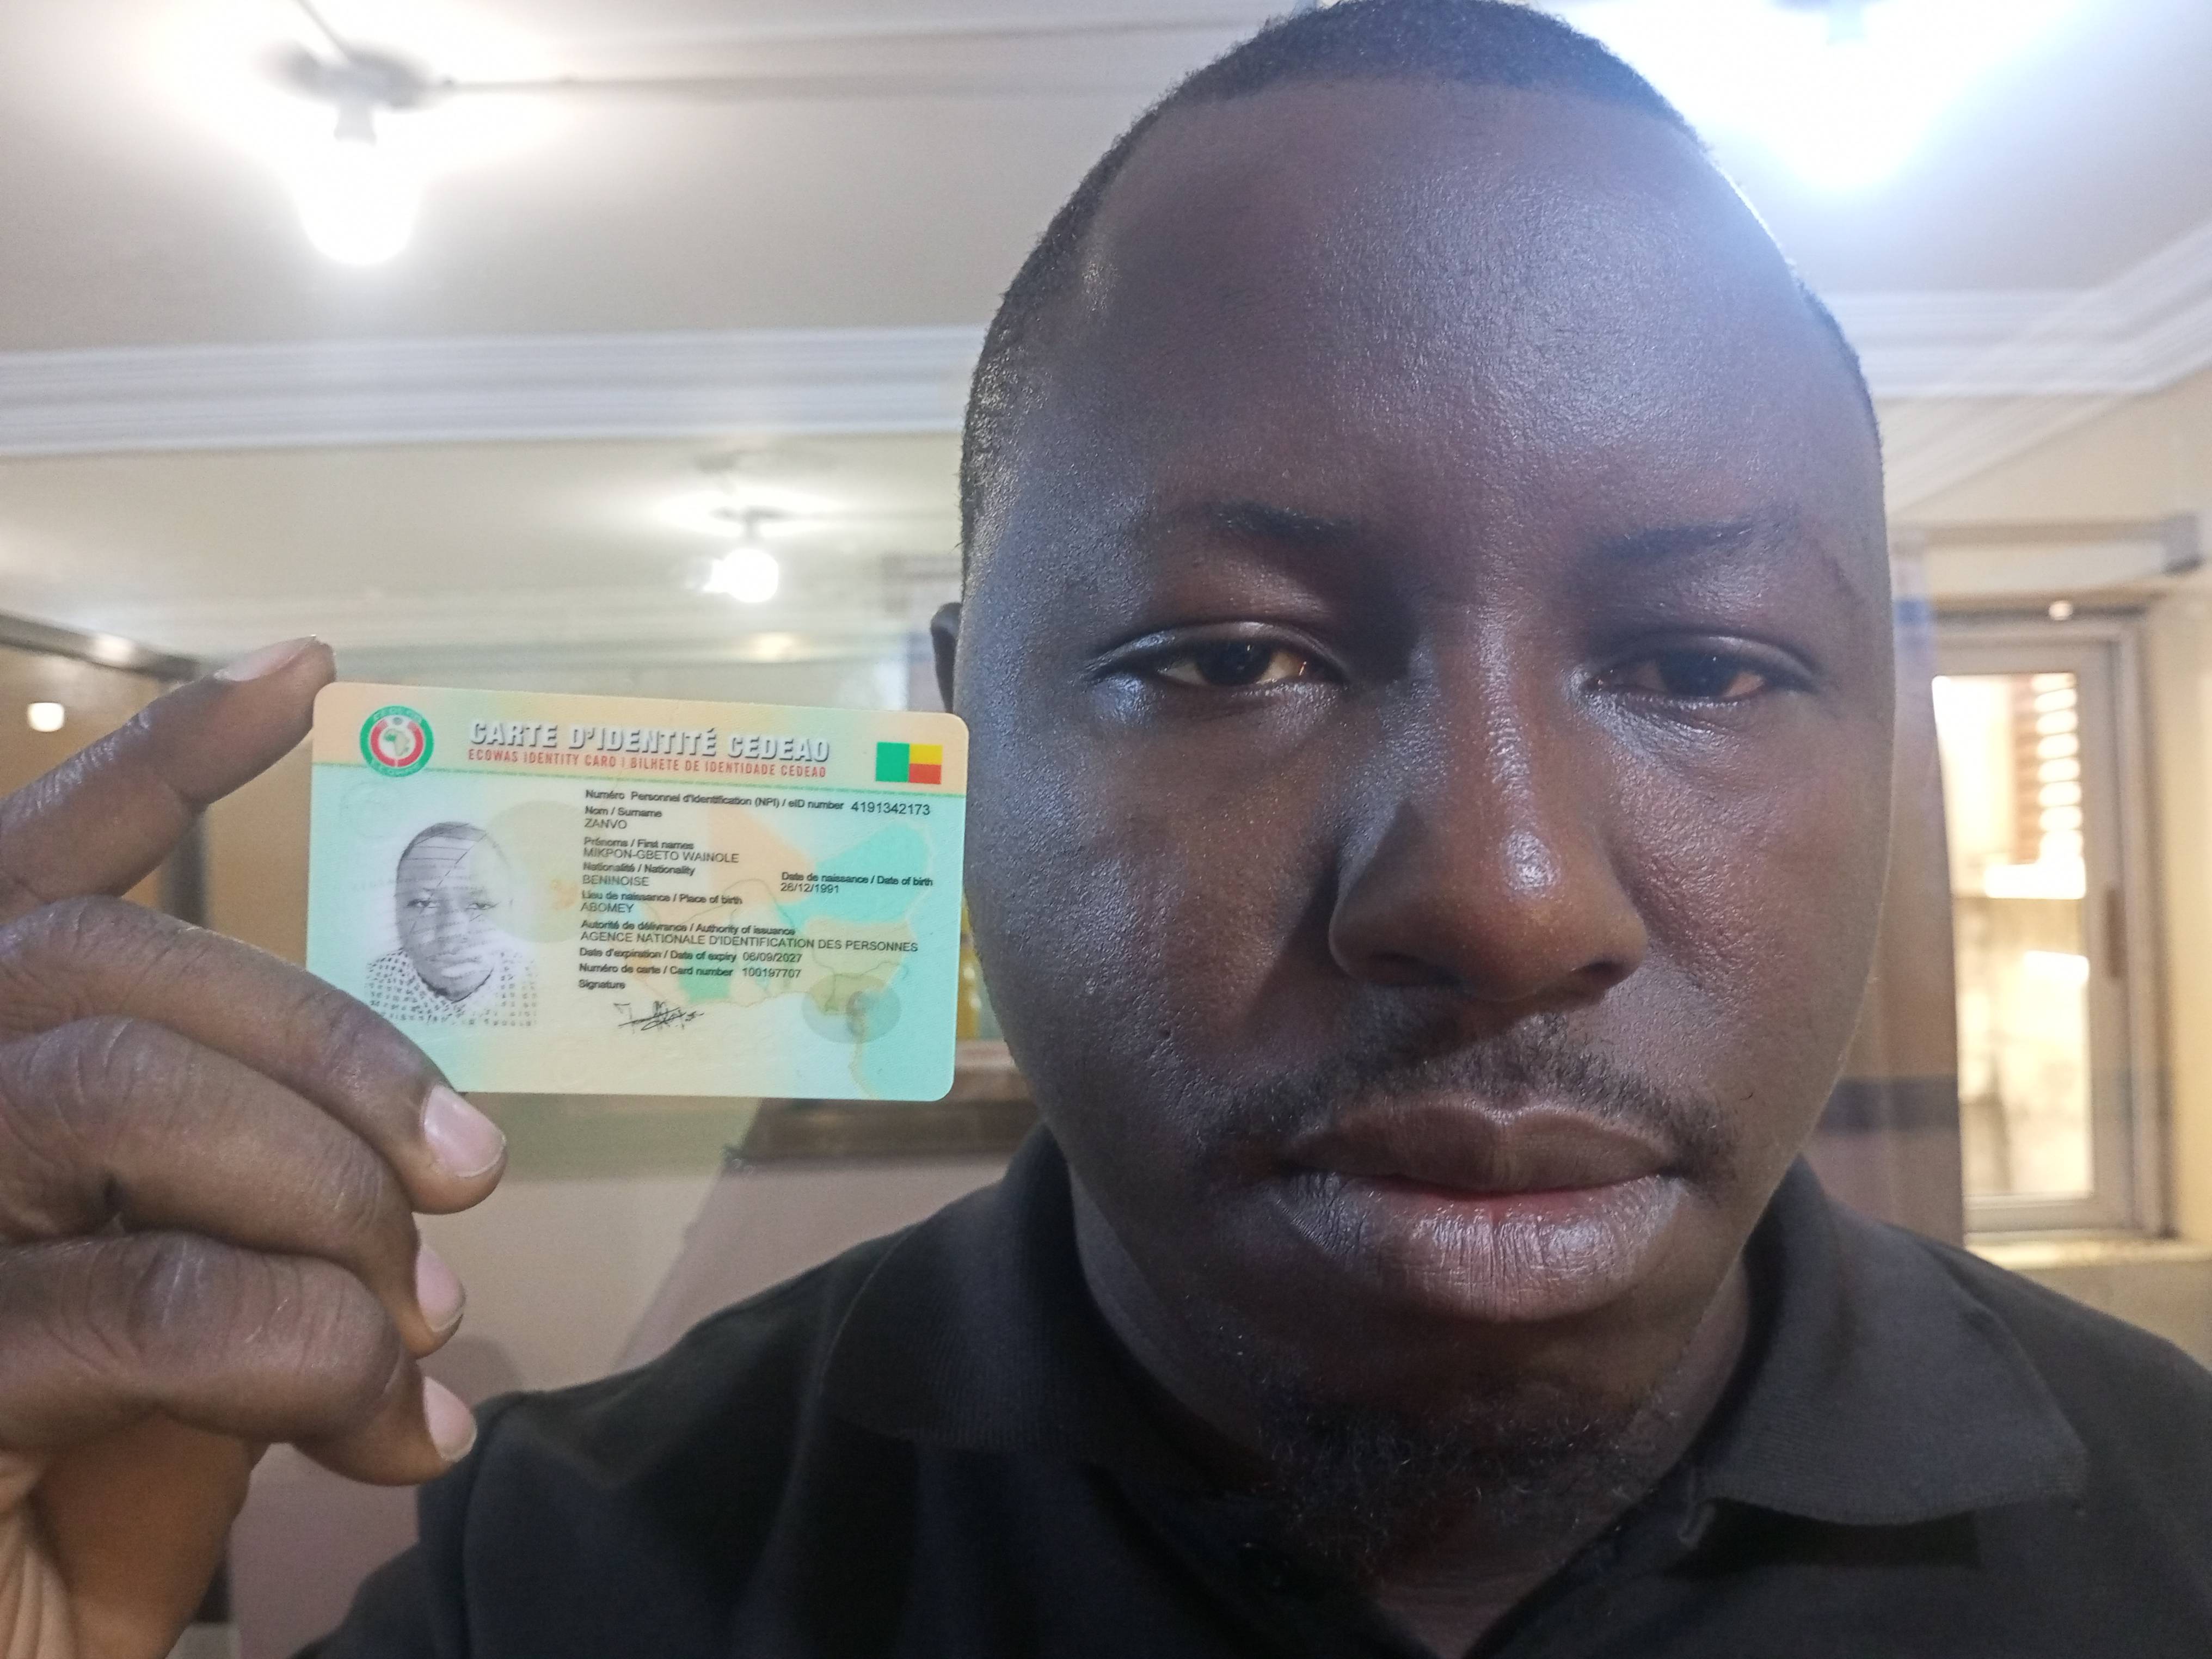 CARTE D'IDENTITÉ CEDEAO
ECOWAS IDENTITY CARD | BILHETE DE IDENTIDADE CEDEAO
Numéro Personnel d'identification (NPI) / eID number 4191342173
Nom / Surname
ZANVO
Prénoms / First names
MIKPON-GBETO WAINOLE
Nationalité / Nationality
BENINOISE
Date de naissance / Date of birth
26/12/1991
Lieu de naissance / Place of birth
ABOMEY
Autorité de délivrance / Authority of issuance
AGENCE NATIONALE D'IDENTIFICATION DES PERSONNES
Date d'expiration / Date of expiry 06/09/2027
Numéro de carte / Card number 100197707
Signature